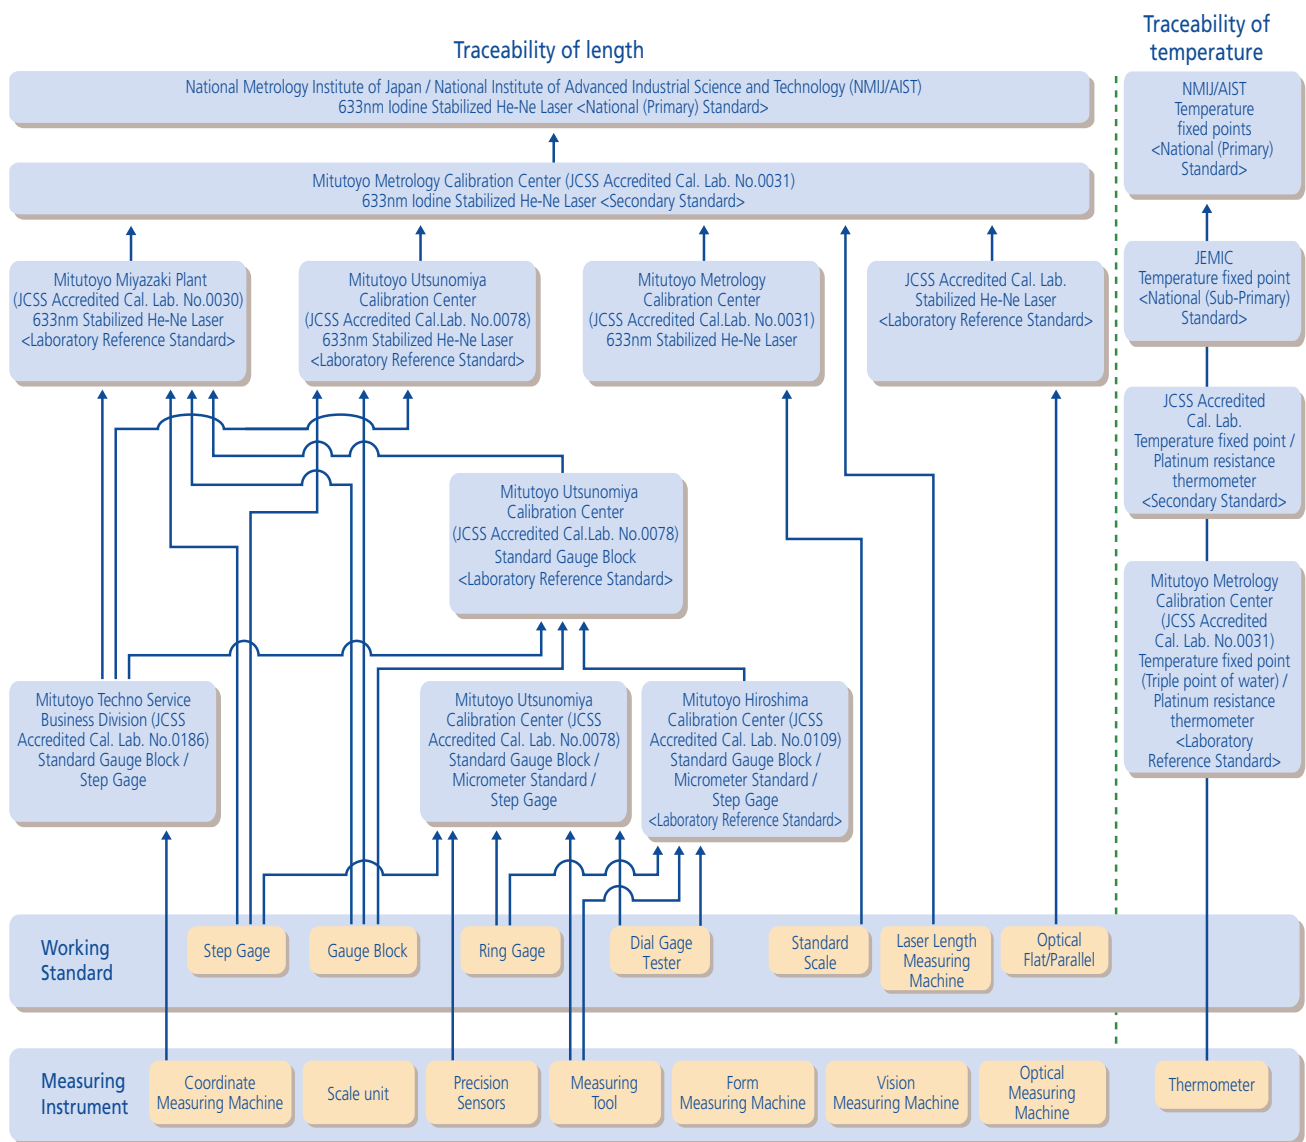 Traceability of length
Traceability of
temperature
National Metrology Institute of Japan / National Institute of Advanced Industrial Science and Technology (NMIJ/AIST)
633nm Iodine Stabilized He-Ne Laser <National (Primary) Standard>
NMIJ/AIST
Temperature
fixed points
<National (Primary)
Standard>
Mitutoyo Metrology Calibration Center (JCSS Accredited Cal. Lab. No.0031)
633nm Iodine Stabilized He-Ne Laser <Secondary Standard>
Mitutoyo Miyazaki Plant
(JCSS Accredited Cal. Lab. No.0030)
633nm Stabilized He-Ne Laser
<Laboratory Reference Standard>
Mitutoyo Utsunomiya
Calibration Center
(JCSS Accredited Cal.Lab. No.0078)
633nm Stabilized He-Ne Laser
<Laboratory Reference Standard>
Mitutoyo Metrology
Calibration Center
(JCSS Accredited Cal.Lab. No.0031)
633nm Stabilized He-Ne Laser
JCSS Accredited Cal. Lab.
Stabilized He-Ne Laser
<Laboratory Reference Standard>
JEMIC
Temperature fixed point
<National (Sub-Primary)
Standard>
JCSS Accredited
Cal. Lab.
Temperature fixed point /
Platinum resistance
thermometer
<Secondary Standard>
Mitutoyo Utsunomiya
Calibration Center
(JCSS Accredited Cal.Lab. No.0078)
Standard Gauge Block
<Laboratory Reference Standard>
Mitutoyo Metrology
Calibration Center
(JCSS Accredited
Cal. Lab. No.0031)
Temperature fixed point
(Triple point of water) /
Platinum resistance
thermometer
<Laboratory
Reference Standard>
Mitutoyo Techno Service
Business Division (JCSS
Accredited Cal. Lab. No.0186)
Standard Gauge Block /
Step Gage
Mitutoyo Utsunomiya
Calibration Center (JCSS
Accredited Cal. Lab. No.0078)
Standard Gauge Block /
Micrometer Standard /
Step Gage
Mitutoyo Hiroshima
Calibration Center (JCSS
Accredited Cal. Lab. No.0109)
Standard Gauge Block /
Micrometer Standard /
Step Gage
<Laboratory Reference Standard>
Working
Standard
Step Gage
Gauge Block
Ring Gage
Dial Gage
Tester
Standard
Scale
Laser Length
Measuring
Machine
Optical
Flat/Parallel
Measuring
Instrument
Coordinate
Measuring Machine
Scale unit
Precision
Sensors
Measuring
Tool
Form
Measuring Machine
Vision
Measuring Machine
Optical
Measuring
Machine
Thermometer